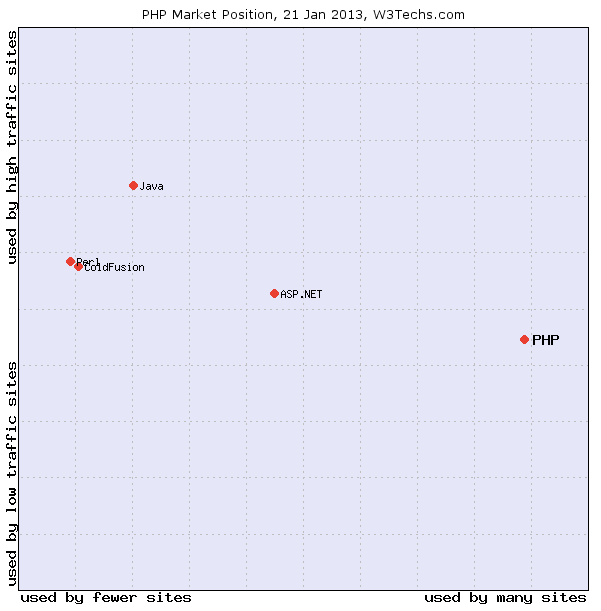 PHP Market Position, 21 Jan 2013, W3Techs.com
used by high traffic sites
used by low traffic sites
Java
Perl
ColdFusion
ASP.NET
PHP
used by fewer sites
used by many sites